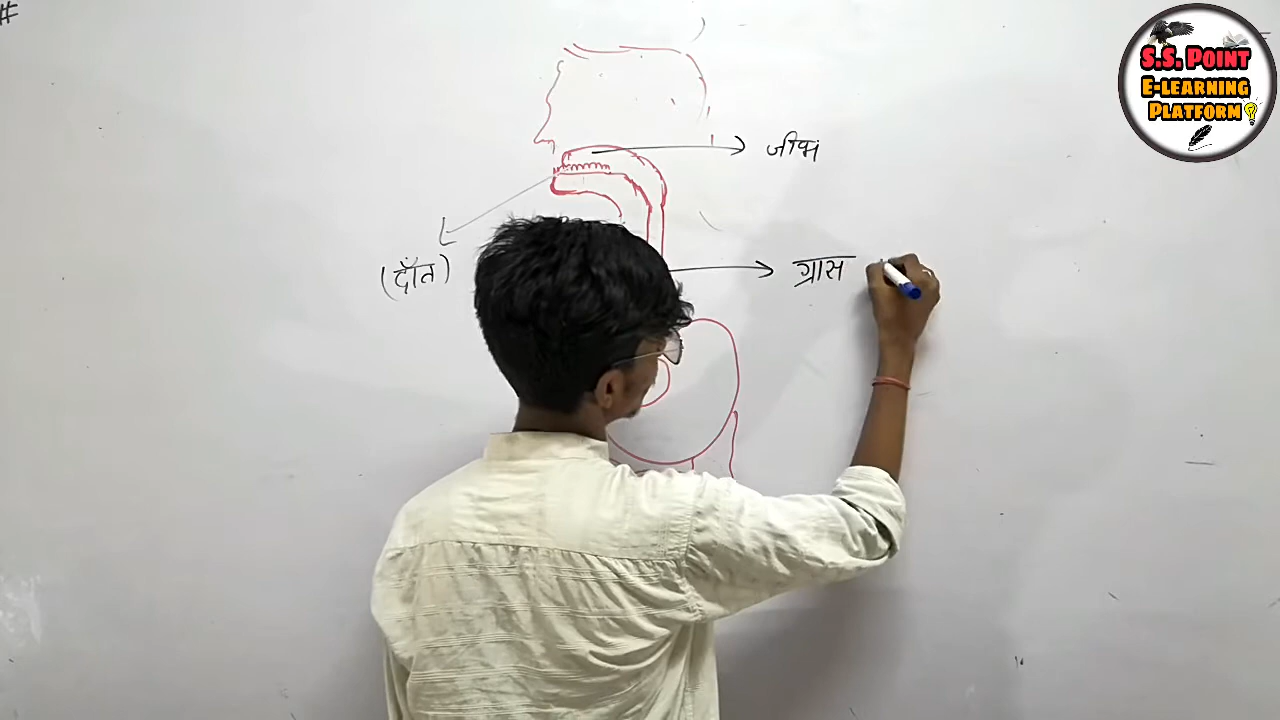 #
S.S. POINT
E-LEARNING
PLATFORM
जीभ
(दाँत)
ग्रास